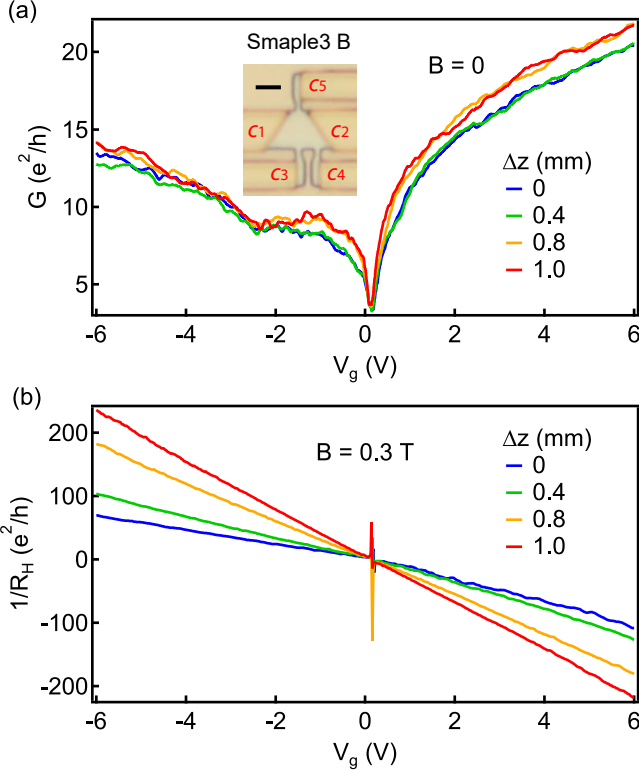 (a)
Smaple3 B
B = 0
C5
C1
C2
C3
C4
20
15
10
5
G (e²/h)
Δz (mm)
0
0.4
0.8
1.0
-6
-4
-2
0
2
4
6
Vg (V)
(b)
B = 0.3 T
200
100
0
-100
-200
1/RH (e²/h)
Δz (mm)
0
0.4
0.8
1.0
-6
-4
-2
0
2
4
6
Vg (V)